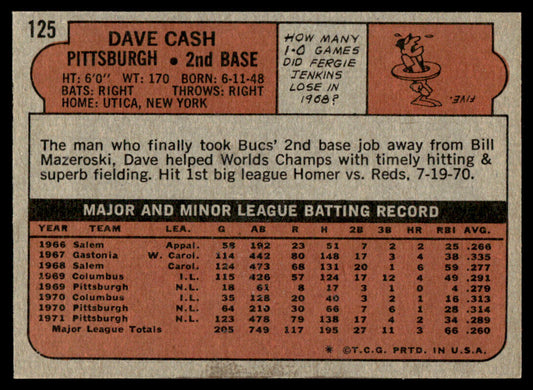 125
DAVE CASH
PITTSBURGH • 2nd BASE
HT: 6'0" WT: 170 BORN: 6-11-48
BATS: RIGHT THROWS: RIGHT
HOME: UTICA, NEW YORK
HOW MANY
1-0 GAMES
DID FERGIE
JENKINS
LOSE IN
1968?
FIVE.
The man who finally took Bucs' 2nd base job away from Bill
Mazeroski, Dave helped Worlds Champs with timely hitting &
superb fielding. Hit 1st big league Homer vs. Reds, 7-19-70.
MAJOR AND MINOR LEAGUE BATTING RECORD
YEAR TEAM LEA. G AB R H 2B 3B HR RBI AVG.
1966 Salem Appal. 58 192 23 51 7 2 2 25 .266
1967 Gastonia W. Carol. 114 442 80 148 17 3 4 38 .335
1968 Salem Carol. 124 473 68 131 20 1 6 59 .277
1969 Columbus I.L. 115 426 57 124 17 12 4 49 .291
1969 Pittsburgh N.L. 18 61 8 17 3 1 0 4 .279
1970 Columbus I.L. 35 128 20 40 3 2 1 16 .313
1970 Pittsburgh N.L. 64 210 30 66 7 6 1 28 .314
1971 Pittsburgh N.L. 123 478 79 138 17 4 2 34 .289
Major League Totals 205 749 117 195 27 11 3 66 .260
* © T.C.G. PRTD. IN U.S.A.